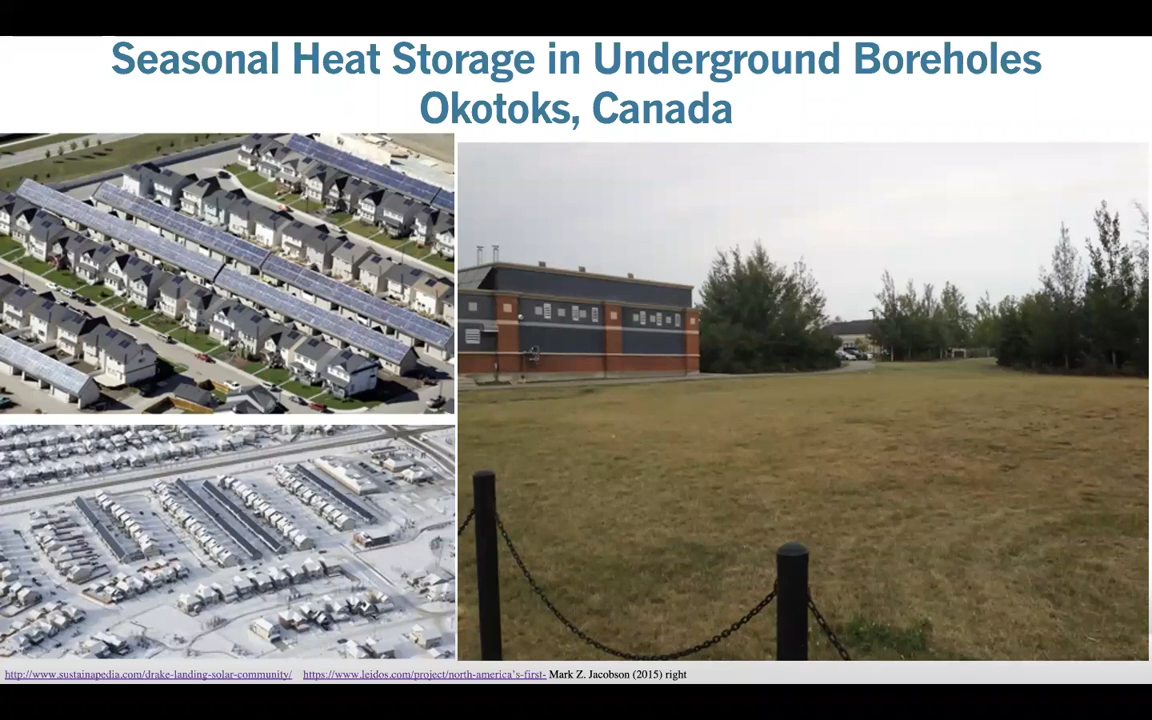 Seasonal Heat Storage in Underground Boreholes
Okotoks, Canada
http://www.sustainapedia.com/drake-landing-solar-community/ https://www.leidos.com/project/north-america's-first- Mark Z. Jacobson (2015) right